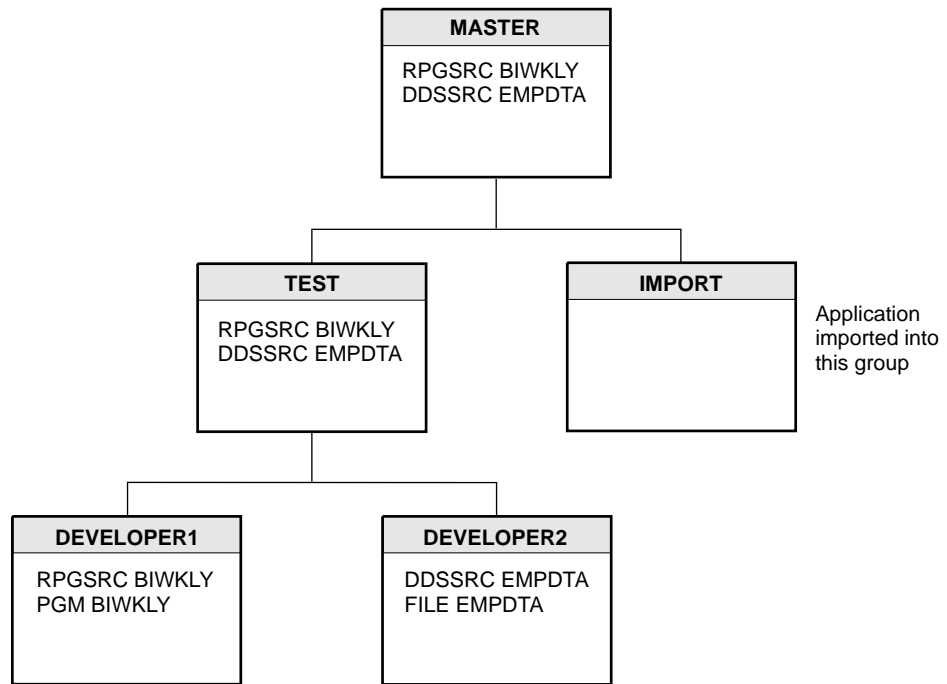 MASTER
RPGSRC BIWKLY
DDSSRC EMPDTA
TEST
RPGSRC BIWKLY
DDSSRC EMPDTA
IMPORT
Application
imported into
this group
DEVELOPER1
RPGSRC BIWKLY
PGM BIWKLY
DEVELOPER2
DDSSRC EMPDTA
FILE EMPDTA